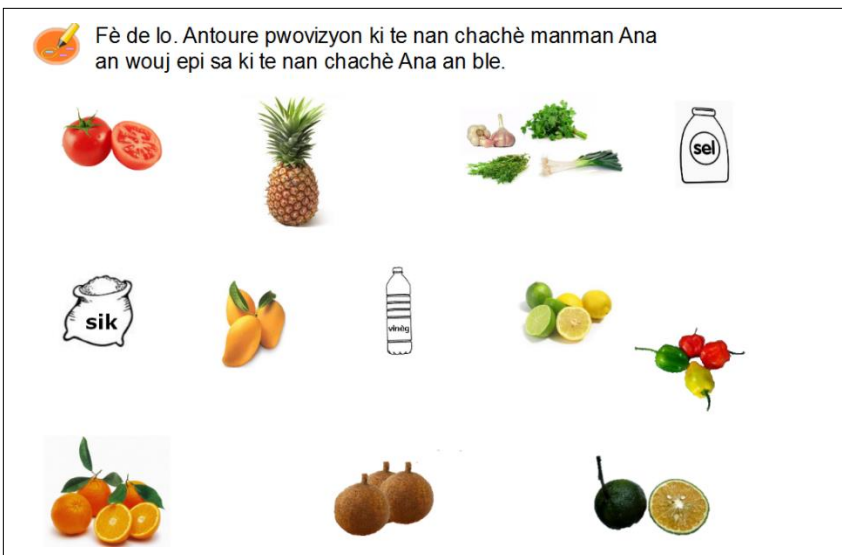 Fè de lo. Antoure pwovizyon ki te nan chachè manman Ana
an wouj epi sa ki te nan chachè Ana an ble.
sel
sik
vinèg